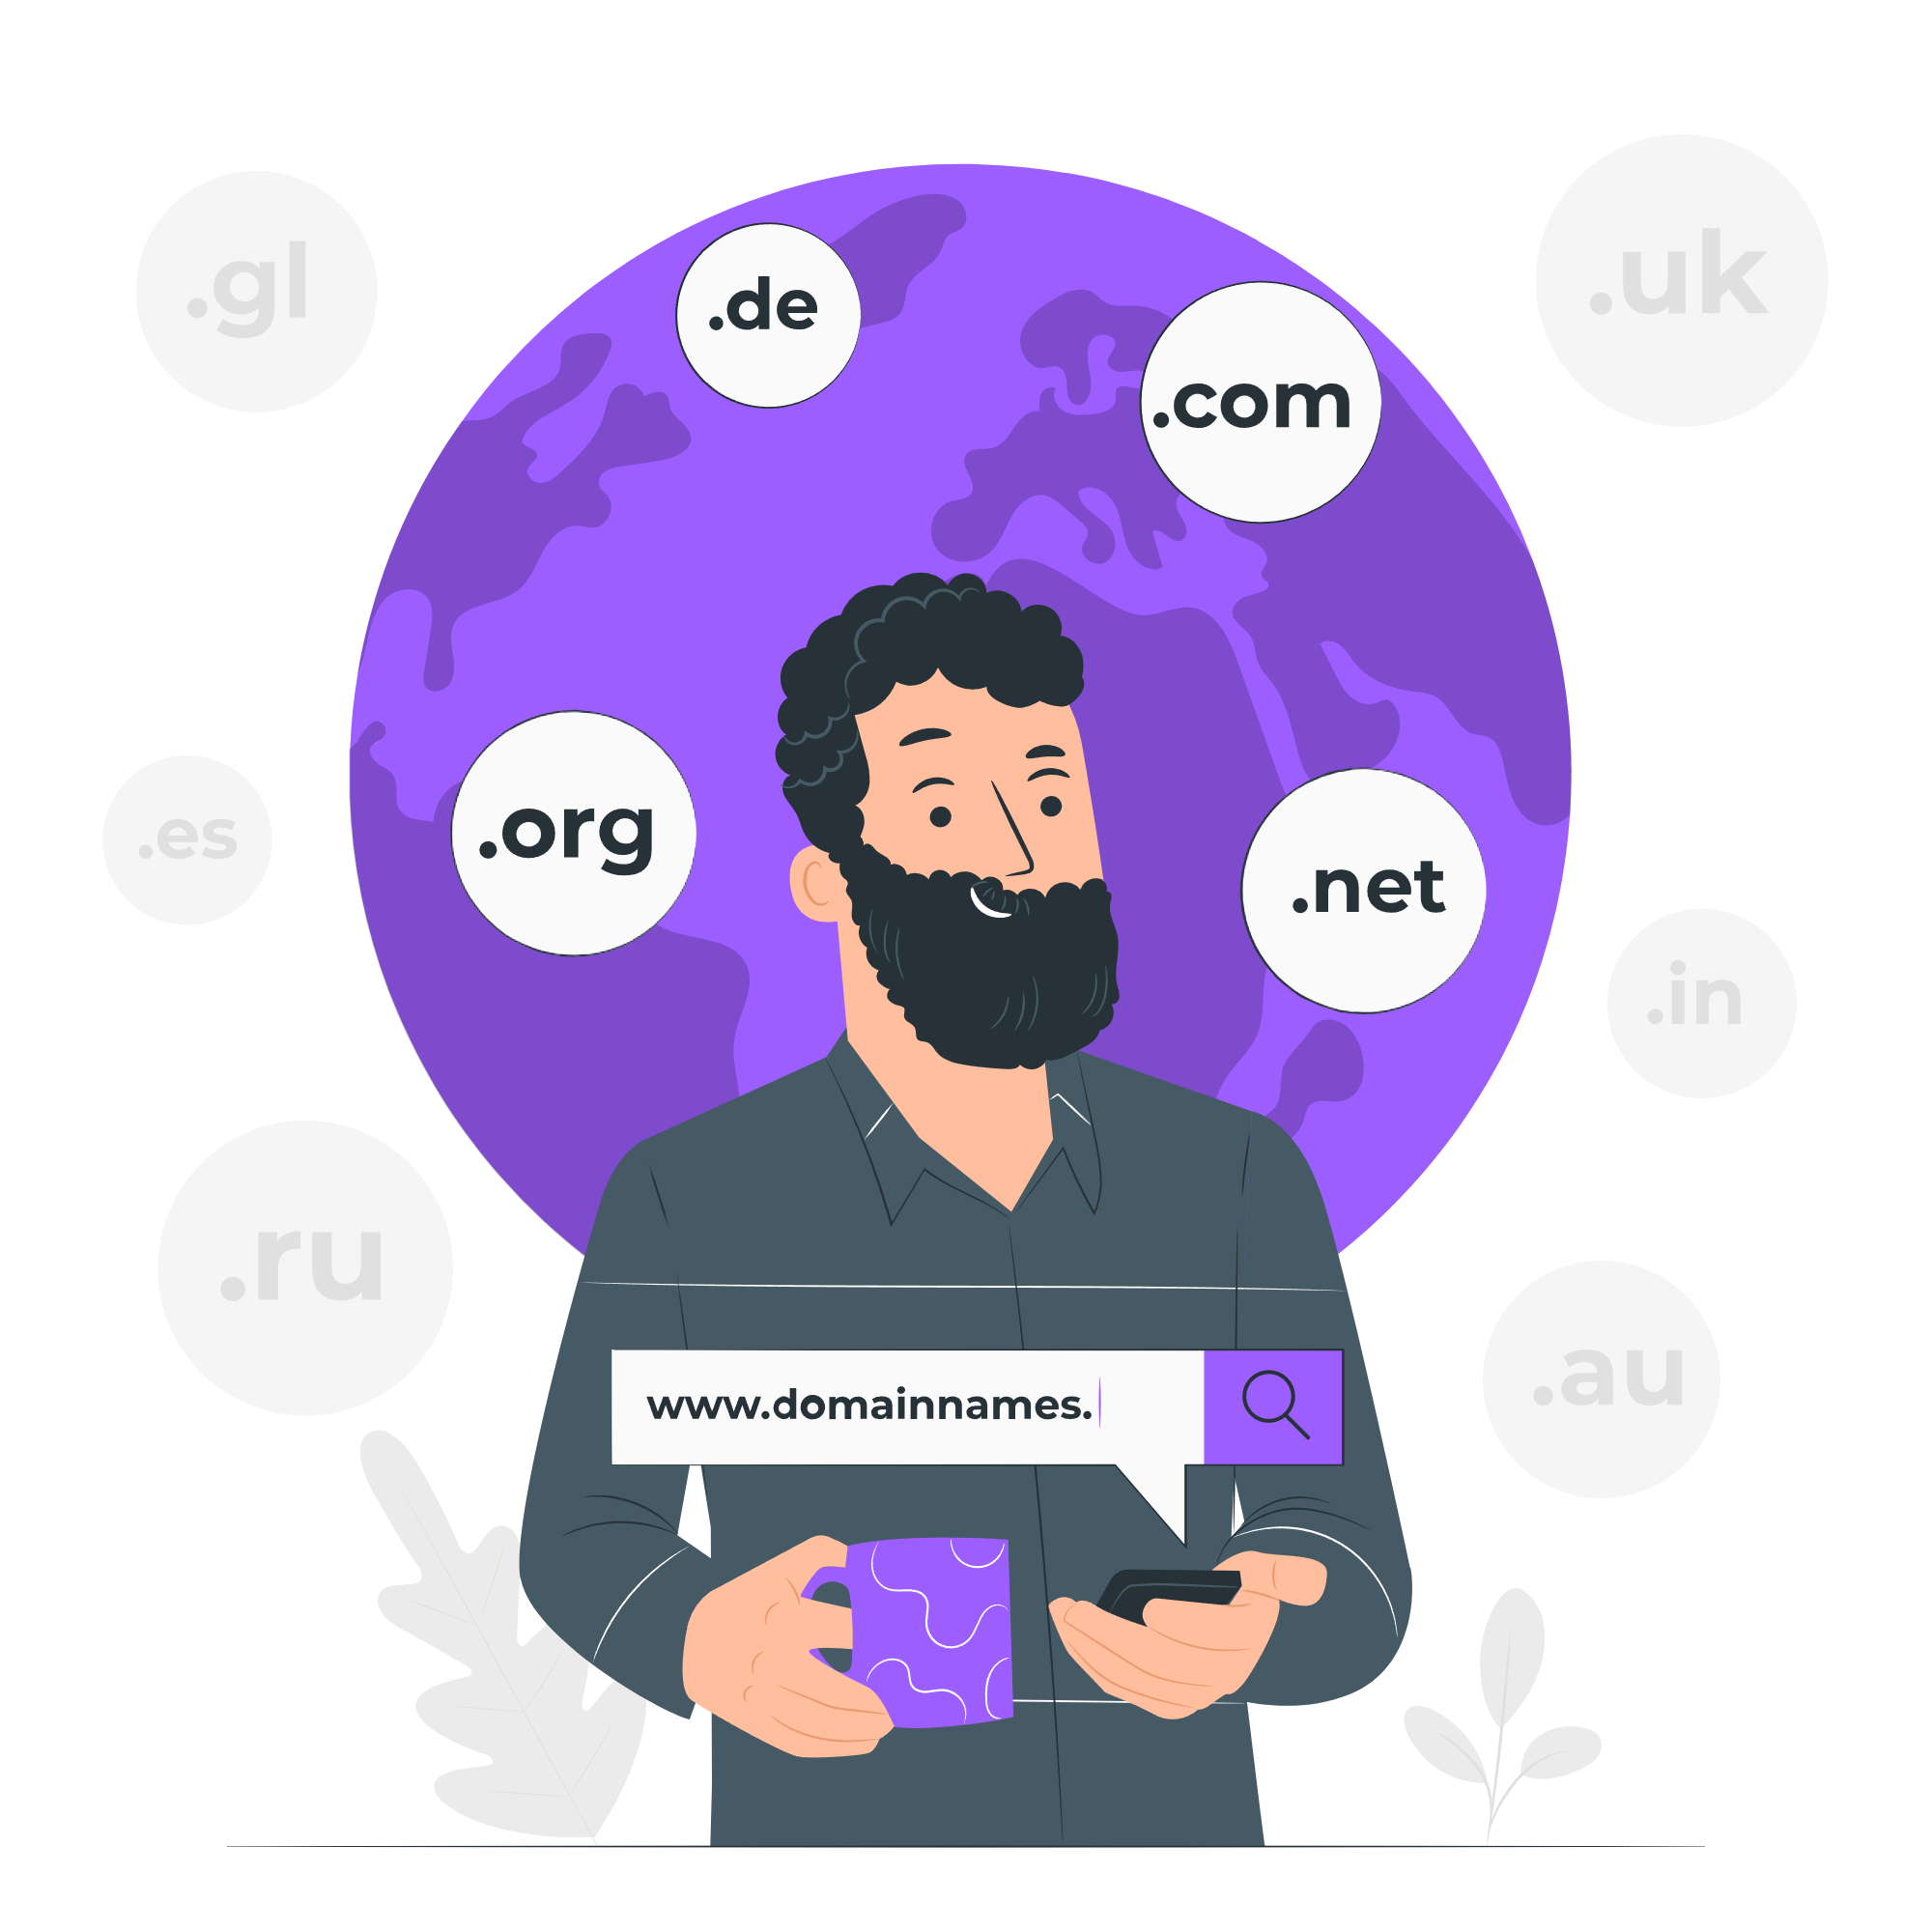 .gl
.de
.uk
.com
.es
.org
.net
.in
.ru
.au
www.domainnames.